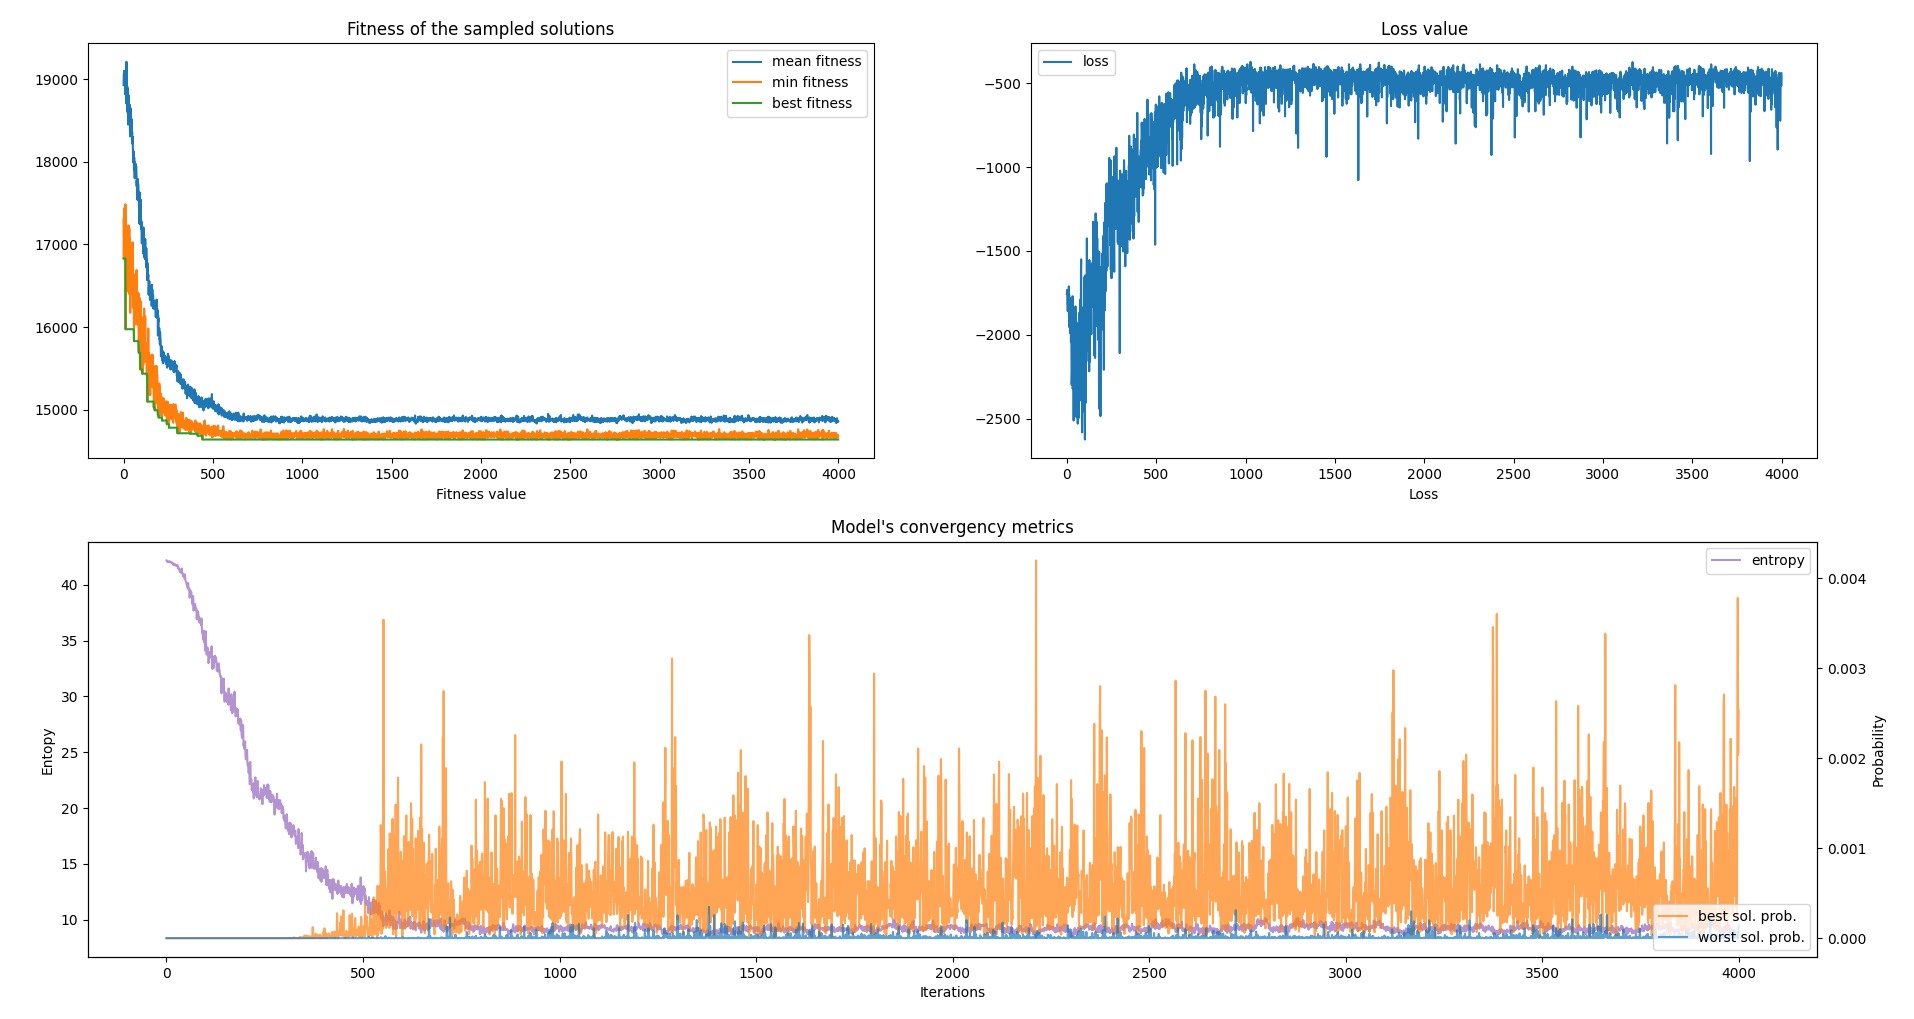 Fitness of the sampled solutions
mean fitness
min fitness
best fitness
19000
18000
17000
16000
15000
0 500 1000 1500 2000 2500 3000 3500 4000
Fitness value
Loss value
loss
−500
−1000
−1500
−2000
−2500
0 500 1000 1500 2000 2500 3000 3500 4000
Loss
Model's convergency metrics
entropy
Entopy
40
35
30
25
20
15
10
0.004
0.003
0.002
0.001
0.000
Probability
best sol. prob.
worst sol. prob.
0 500 1000 1500 2000 2500 3000 3500 4000
Iterations